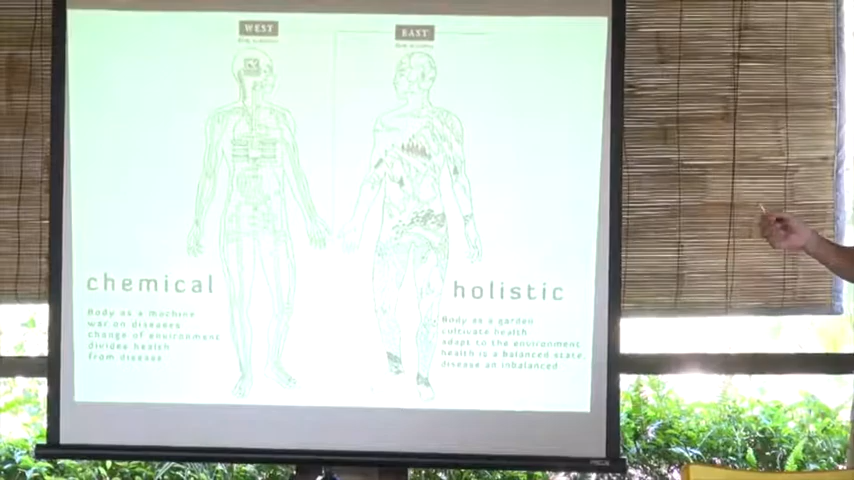 WEST
EAST
chemical
Body as a machine
war on diseases
change of environment
divides health
from disease
holistic
Body as a garden
cultivate health
adapt to the environment
health is a balanced state,
disease an inbalanced